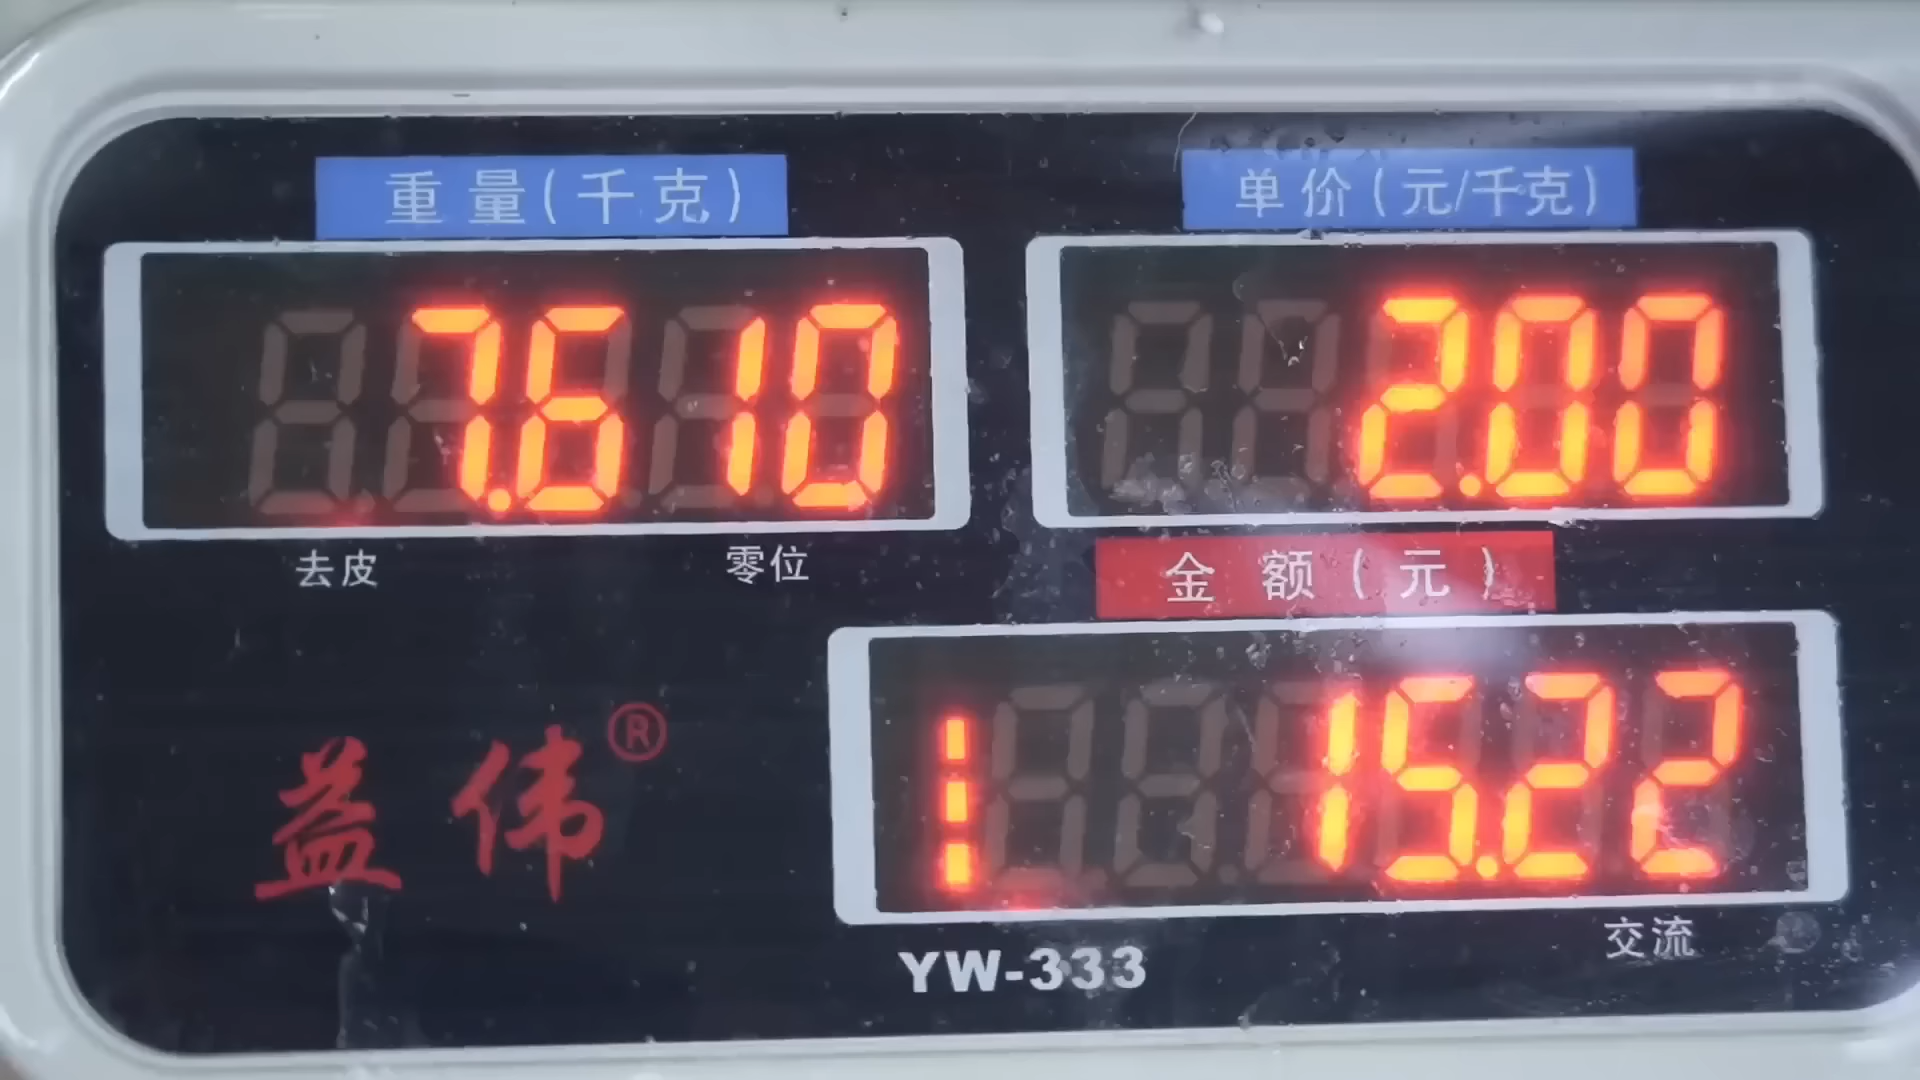 重量(千克) 单价(元/千克)
7.610 2.00
去皮 零位
金额(元)
15.22
益伟®
交流
YW-333